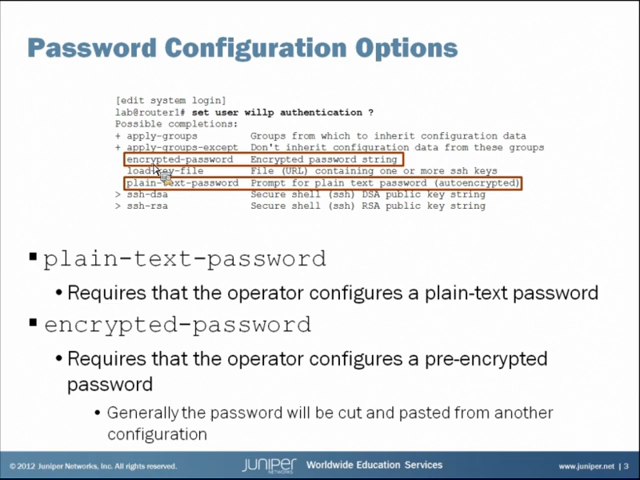 Password Configuration Options
[edit system login]
lab@router1# set user willp authentication ?
Possible completions:
+ apply-groups Groups from which to inherit configuration data
+ apply-groups-except Don't inherit configuration data from these groups
encrypted-password Encrypted password string
load-key-file File (URL) containing one or more ssh keys
plain-text-password Prompt for plain text password (autoencrypted)
> ssh-dsa Secure shell (ssh) DSA public key string
> ssh-rsa Secure shell (ssh) RSA public key string
▪ plain-text-password
• Requires that the operator configures a plain-text password
▪ encrypted-password
• Requires that the operator configures a pre-encrypted
password
• Generally the password will be cut and pasted from another
configuration
© 2012 Juniper Networks, Inc. All rights reserved. JUNIPER NETWORKS Worldwide Education Services www.juniper.net | 3